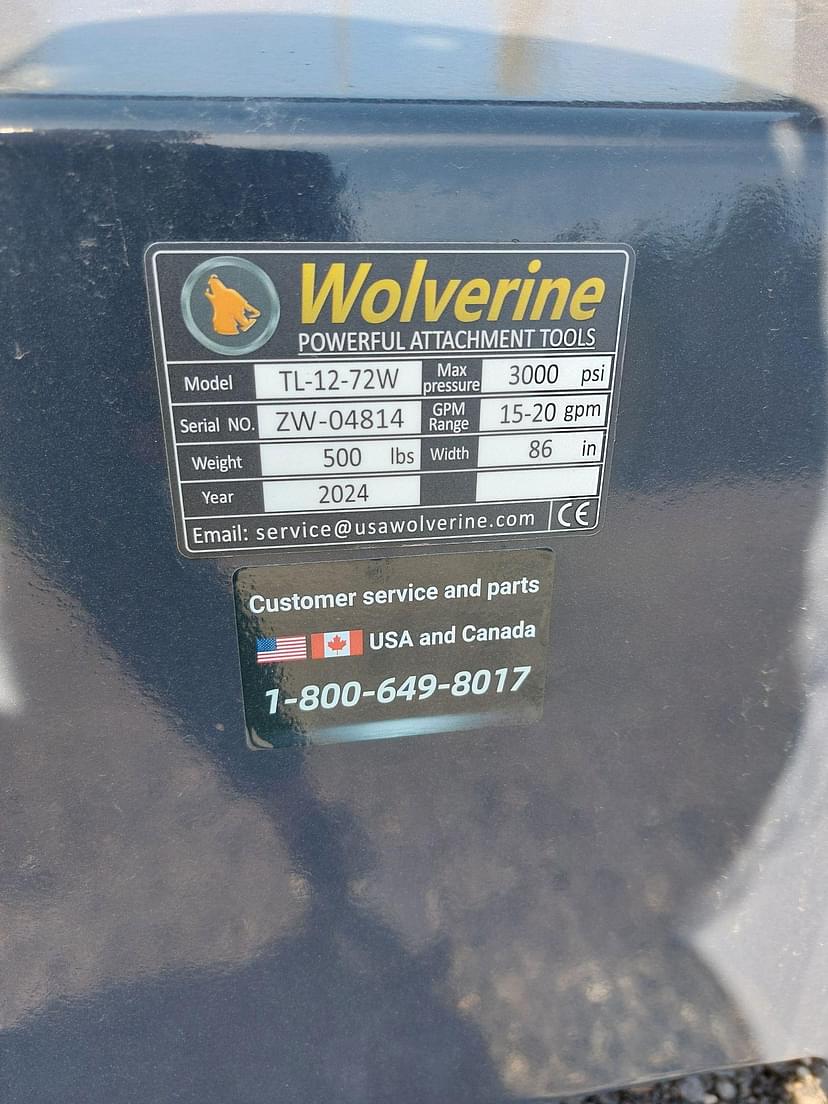 Wolverine
POWERFUL ATTACHMENT TOOLS
Model TL-12-72W Max pressure 3000 psi
Serial NO. ZW-04814 GPM Range 15-20 gpm
Weight 500 lbs Width 86 in
Year 2024
Email: service@usawolverine.com CE
Customer service and parts
USA and Canada
1-800-649-8017